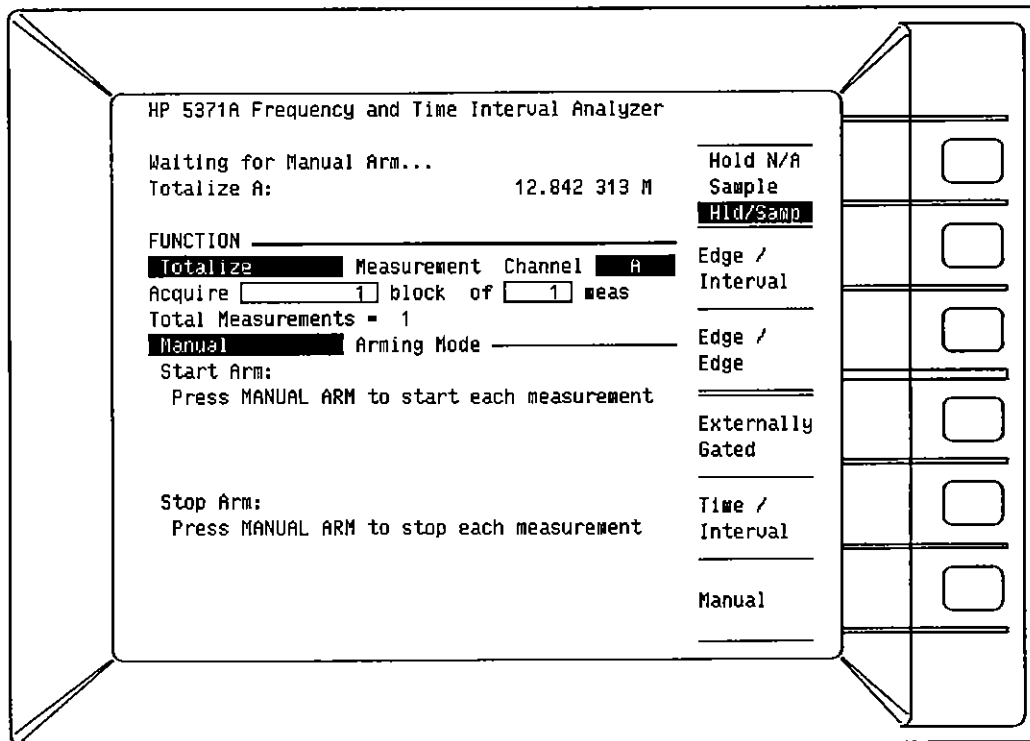 HP 5371A Frequency and Time Interval Analyzer
Waiting for Manual Arm...
Totalize A: 12.842 313 M
FUNCTION
Totalize Measurement Channel A
Acquire 1 block of 1 meas
Total Measurements = 1
Manual Arming Mode
Start Arm:
Press MANUAL ARM to start each measurement
Stop Arm:
Press MANUAL ARM to stop each measurement
Hold N/A
Sample
Hld/Samp
Edge /
Interval
Edge /
Edge
Externally
Gated
Time /
Interval
Manual